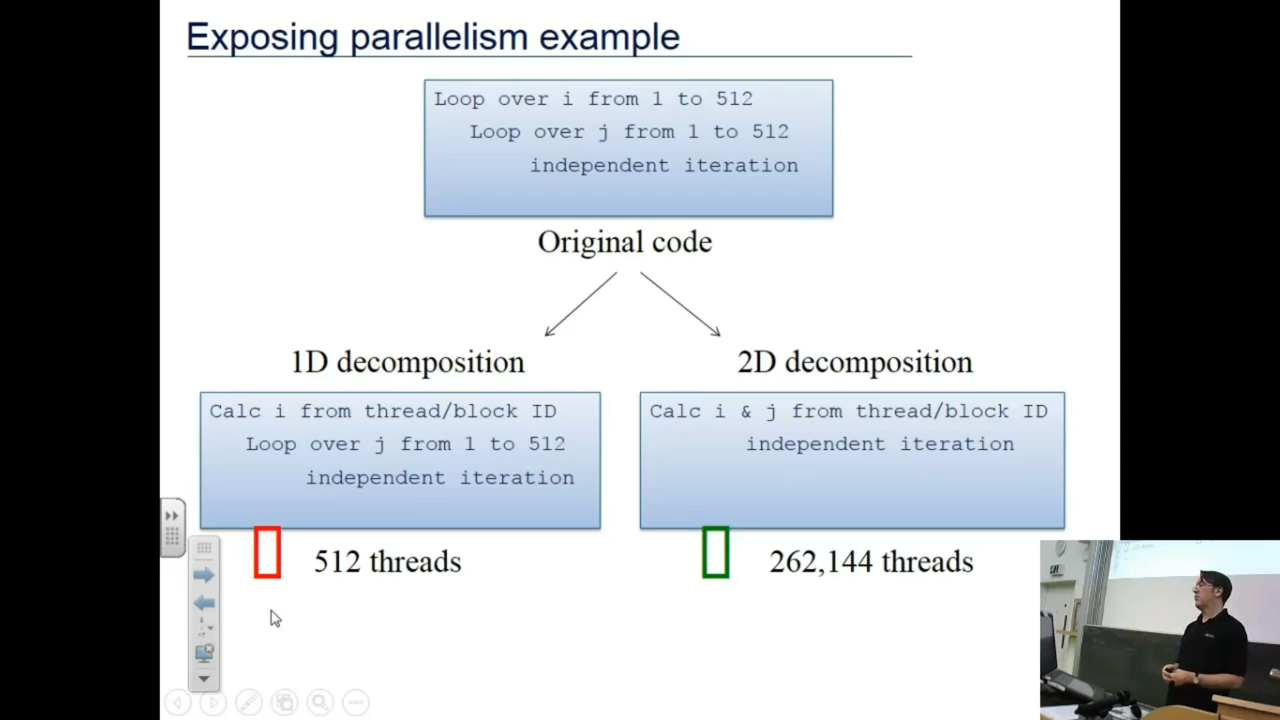 Exposing parallelism example
Loop over i from 1 to 512
Loop over j from 1 to 512
independent iteration
Original code
1D decomposition
2D decomposition
Calc i from thread/block ID
Loop over j from 1 to 512
independent iteration
Calc i & j from thread/block ID
independent iteration
512 threads
262,144 threads